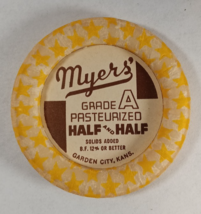 Myers'
GRADE A
PASTEURIZED
HALF AND HALF
SOLIDS ADDED
B.F. 12% OR BETTER
GARDEN CITY, KANS.